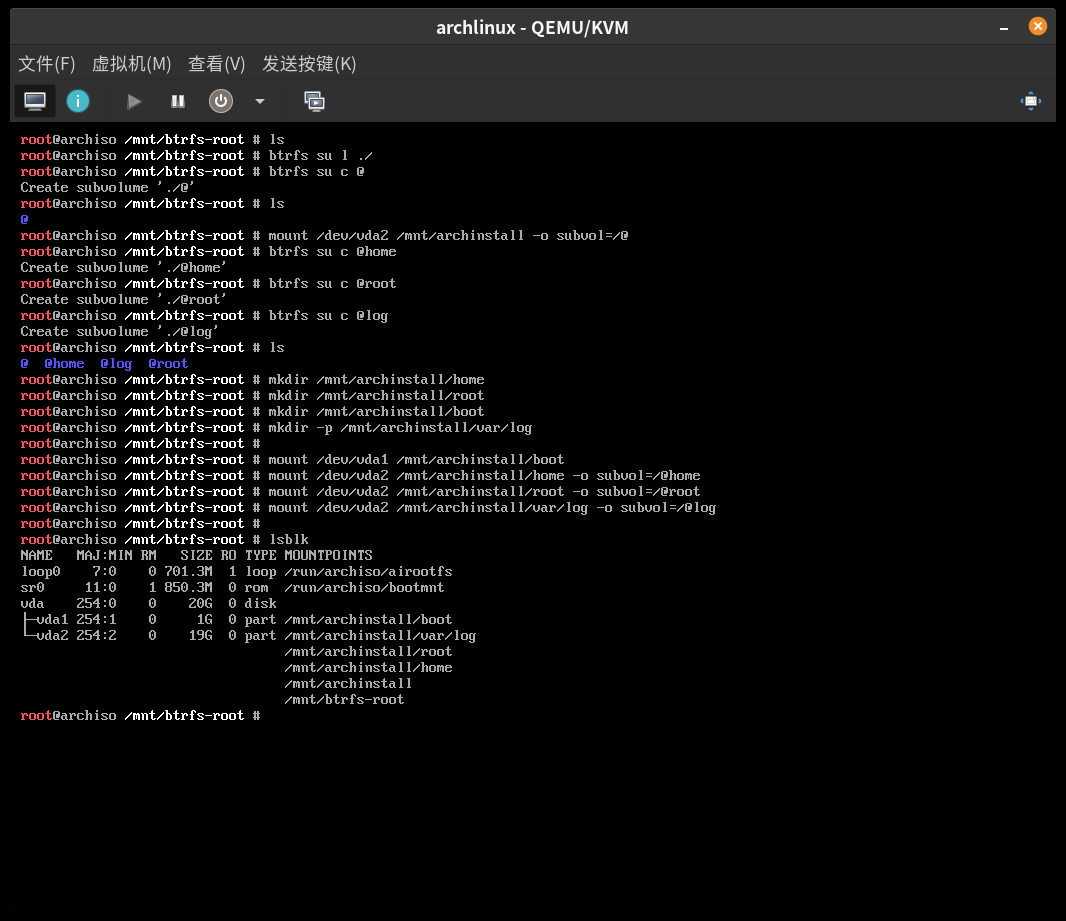 archlinux - QEMU/KVM
文件(F) 虚拟机(M) 查看(V) 发送按键(K)
root@archiso /mnt/btrfs-root # ls
root@archiso /mnt/btrfs-root # btrfs su l ./
root@archiso /mnt/btrfs-root # btrfs su c @
Create subvolume './@'
root@archiso /mnt/btrfs-root # ls
@
root@archiso /mnt/btrfs-root # mount /dev/vda2 /mnt/archinstall -o subvol=/@
root@archiso /mnt/btrfs-root # btrfs su c @home
Create subvolume './@home'
root@archiso /mnt/btrfs-root # btrfs su c @root
Create subvolume './@root'
root@archiso /mnt/btrfs-root # btrfs su c @log
Create subvolume './@log'
root@archiso /mnt/btrfs-root # ls
@ @home @log @root
root@archiso /mnt/btrfs-root # mkdir /mnt/archinstall/home
root@archiso /mnt/btrfs-root # mkdir /mnt/archinstall/root
root@archiso /mnt/btrfs-root # mkdir /mnt/archinstall/boot
root@archiso /mnt/btrfs-root # mkdir -p /mnt/archinstall/var/log
root@archiso /mnt/btrfs-root #
root@archiso /mnt/btrfs-root # mount /dev/vda1 /mnt/archinstall/boot
root@archiso /mnt/btrfs-root # mount /dev/vda2 /mnt/archinstall/home -o subvol=/@home
root@archiso /mnt/btrfs-root # mount /dev/vda2 /mnt/archinstall/root -o subvol=/@root
root@archiso /mnt/btrfs-root # mount /dev/vda2 /mnt/archinstall/var/log -o subvol=/@log
root@archiso /mnt/btrfs-root #
root@archiso /mnt/btrfs-root # lsblk
NAME MAJ:MIN RM SIZE RO TYPE MOUNTPOINTS
loop0 7:0 0 701.3M 1 loop /run/archiso/airootfs
sr0 11:0 1 850.3M 0 rom /run/archiso/bootmnt
vda 254:0 0 20G 0 disk
├─vda1 254:1 0 1G 0 part /mnt/archinstall/boot
└─vda2 254:2 0 19G 0 part /mnt/archinstall/var/log
/mnt/archinstall/root
/mnt/archinstall/home
/mnt/archinstall
/mnt/btrfs-root
root@archiso /mnt/btrfs-root #